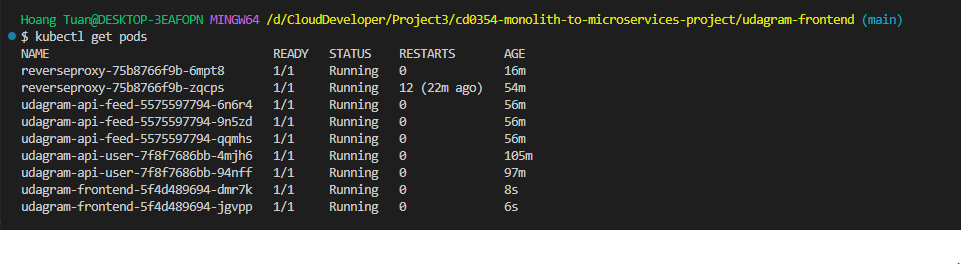 Hoang Tuan@DESKTOP-3EAFOPN MINGW64 /d/CloudDeveloper/Project3/cd0354-monolith-to-microservices-project/udagram-frontend (main)
$ kubectl get pods
NAME READY STATUS RESTARTS AGE
reverseproxy-75b8766f9b-6mpt8 1/1 Running 0 16m
reverseproxy-75b8766f9b-zqcps 1/1 Running 12 (22m ago) 54m
udagram-api-feed-5575597794-6n6r4 1/1 Running 0 56m
udagram-api-feed-5575597794-9n5zd 1/1 Running 0 56m
udagram-api-feed-5575597794-qqmhs 1/1 Running 0 56m
udagram-api-user-7f8f7686bb-4mjh6 1/1 Running 0 105m
udagram-api-user-7f8f7686bb-94nff 1/1 Running 0 97m
udagram-frontend-5f4d489694-dmr7k 1/1 Running 0 8s
udagram-frontend-5f4d489694-jgvpp 1/1 Running 0 6s
.